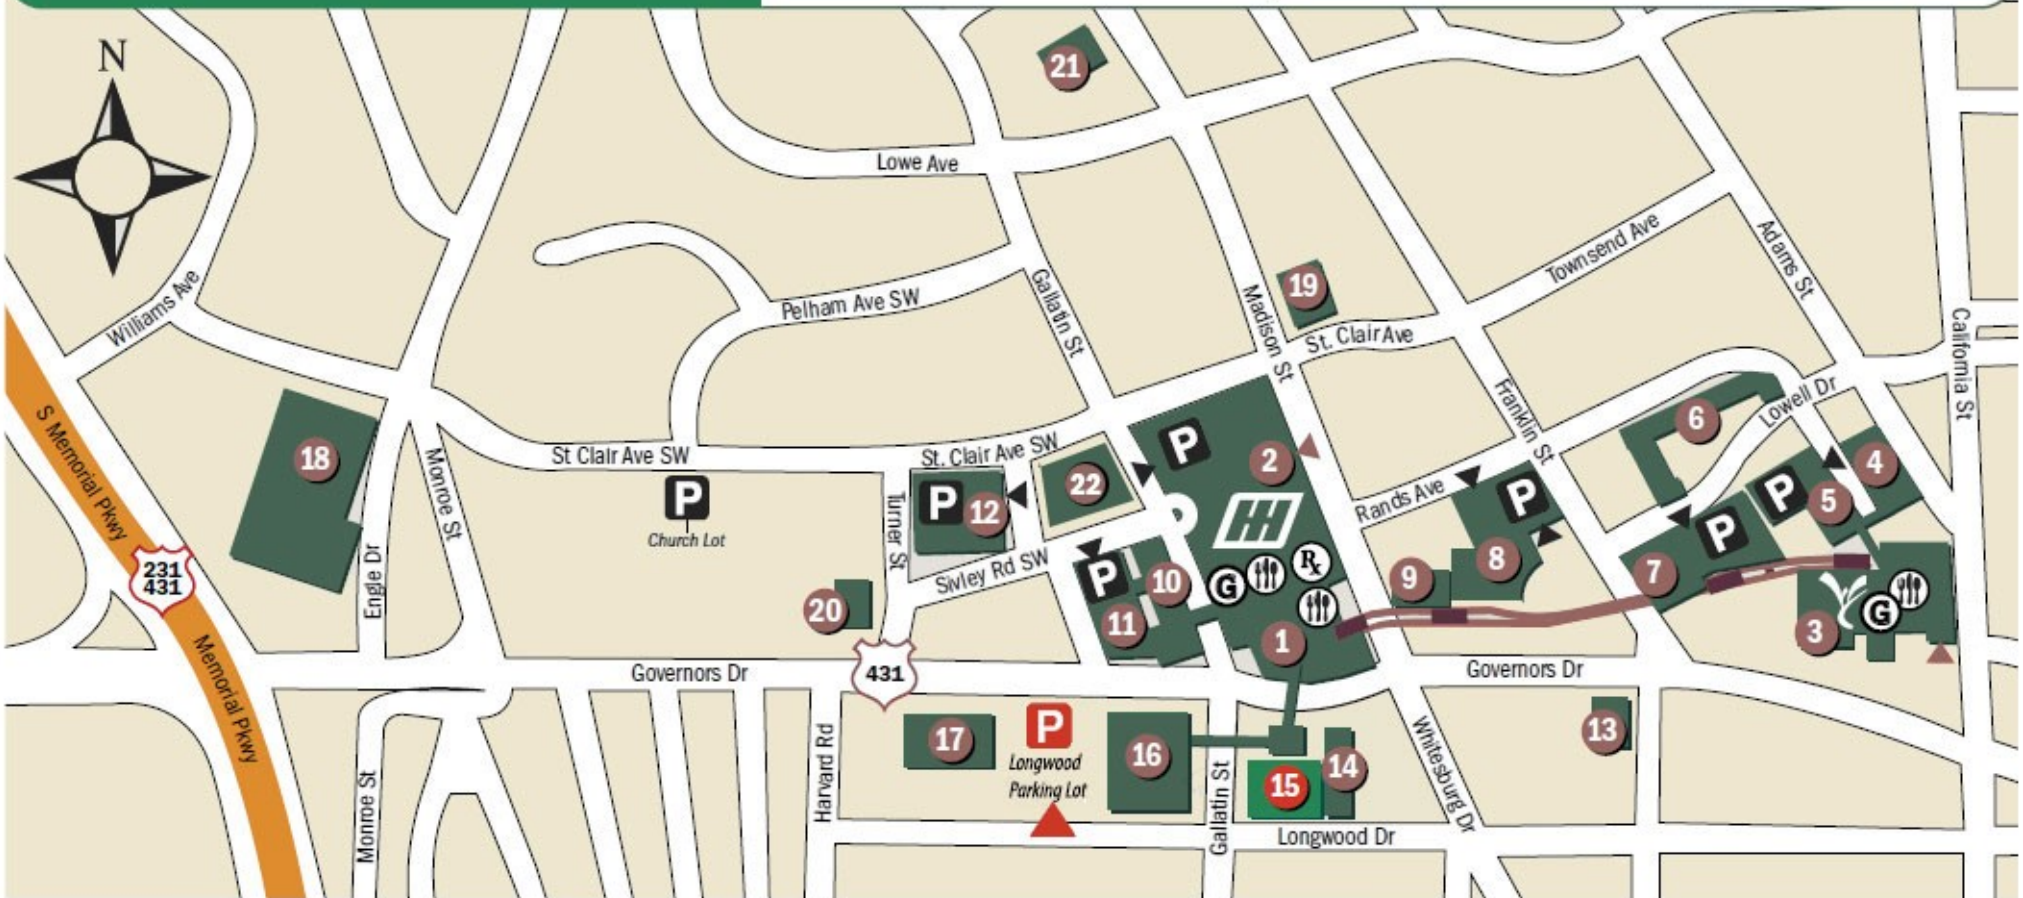 N
21
Lowe Ave
Williams Ave
Pelham Ave SW
Gallatin St
Madison St
19
St. Clair Ave
Townsend Ave
Adams St
California St
S Memorial Pkwy
231
431
Memorial Pkwy
18
Engle Dr
Monroe St
St Clair Ave SW
P
Church Lot
Turner St
St. Clair Ave SW
P
12
22
P
2
Sivley Rd SW
P
10
11
G
Rx
1
20
Rands Ave
Franklin St
P
8
9
6
Lowell Dr
4
P
5
P
7
3
G
Governors Dr
431
Governors Dr
Monroe St
Harvard Rd
17
P
Longwood
Parking Lot
16
Gallatin St
15
14
Longwood Dr
Whitesburg Dr
13